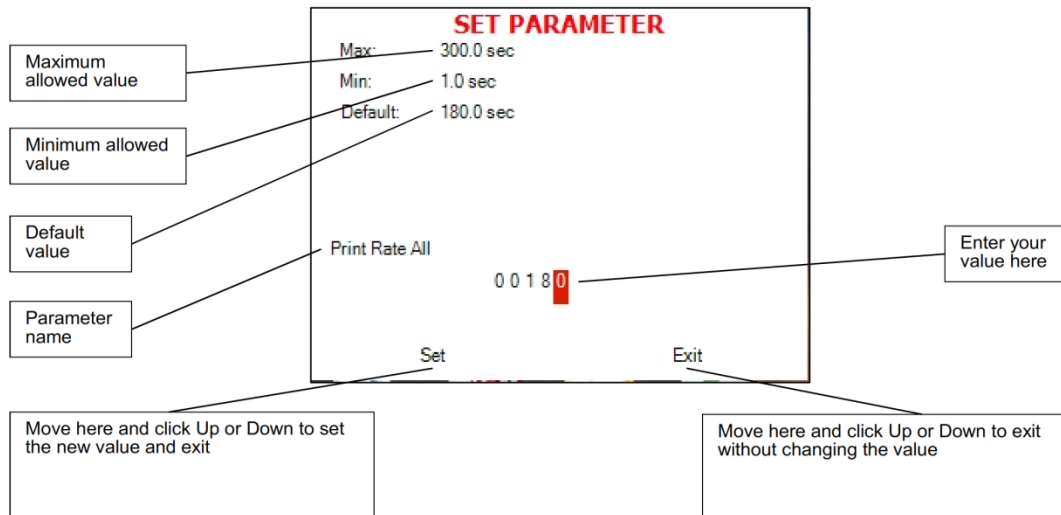 SET PARAMETER
Maximum
allowed value
Max: 300.0 sec
Min: 1.0 sec
Default: 180.0 sec
Minimum allowed
value
Default
value
Print Rate All
Enter your
value here
0 0 1 8 0
Parameter
name
Set Exit
Move here and click Up or Down to set
the new value and exit
Move here and click Up or Down to exit
without changing the value